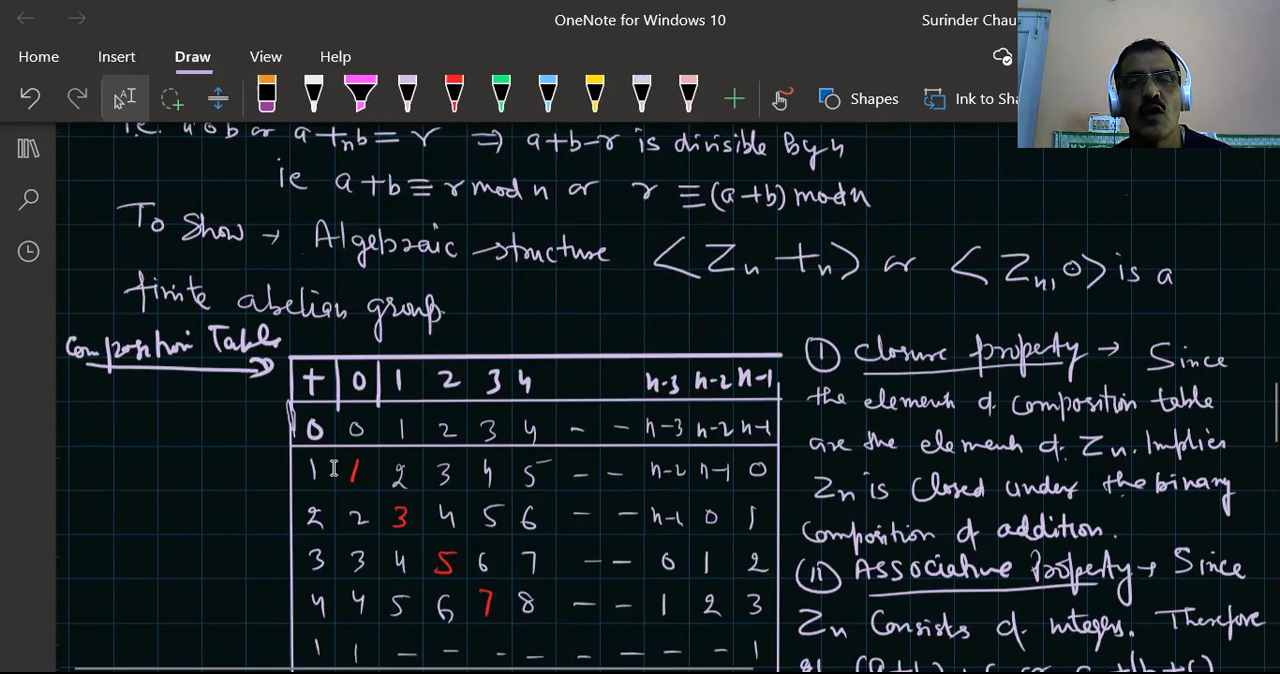 OneNote for Windows 10
Surinder Chau
Home Insert Draw View Help
Shapes Ink to Sha
i.e. a o b or a +ₙ b = r ⇒ a+b-r is divisible by n
ie a+b ≡ r mod n or r ≡ (a+b) mod n
To Show → Algebraic structure < Zₙ +ₙ > or < Zₙ, o > is a
finite abelian group
Composition Table
+ 0 1 2 3 4 n-3 n-2 n-1
0 0 1 2 3 4 - - n-3 n-2 n-1
1 1 2 3 4 5 - - n-2 n-1 0
2 2 3 4 5 6 - - n-1 0 1
3 3 4 5 6 7 - - 0 1 2
4 4 5 6 7 8 - - 1 2 3
1 1 - - - - - - - - 1
(I) Closure property → Since
the elements of composition table
are the elements of Zn. Implies
Zn is closed under the binary
composition of addition.
(II) Associative Property → Since
Zn Consists of integers. Therefore